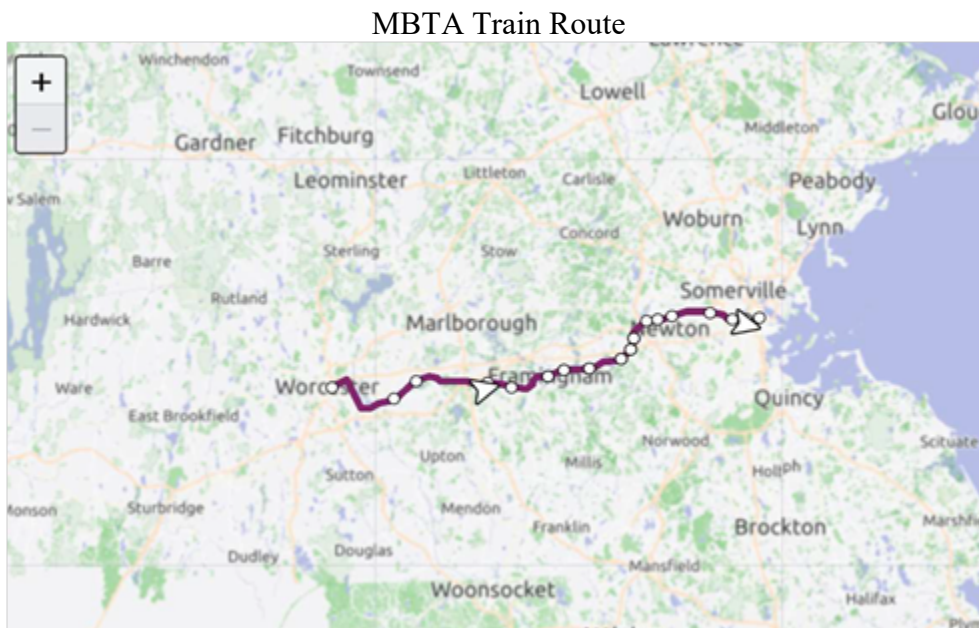 MBTA Train Route
Lawrence
+
Winchendon
Townsend
−
Lowell
Glou
Middleton
Gardner
Fitchburg
Leominster
Littleton
Carlisle
Peabody
Salem
Woburn
Lynn
Concord
Sterling
Stow
Barre
Rutland
Somerville
Hardwick
Marlborough
Newton
Framingham
Worcester
Ware
East Brookfield
Quincy
Norwood
Scituate
Upton
Millis
Sutton
Sturbridge
Mendon
Franklin
Brockton
Monson
Marshfi
Dudley
Douglas
Mansfield
Woonsocket
Halifax